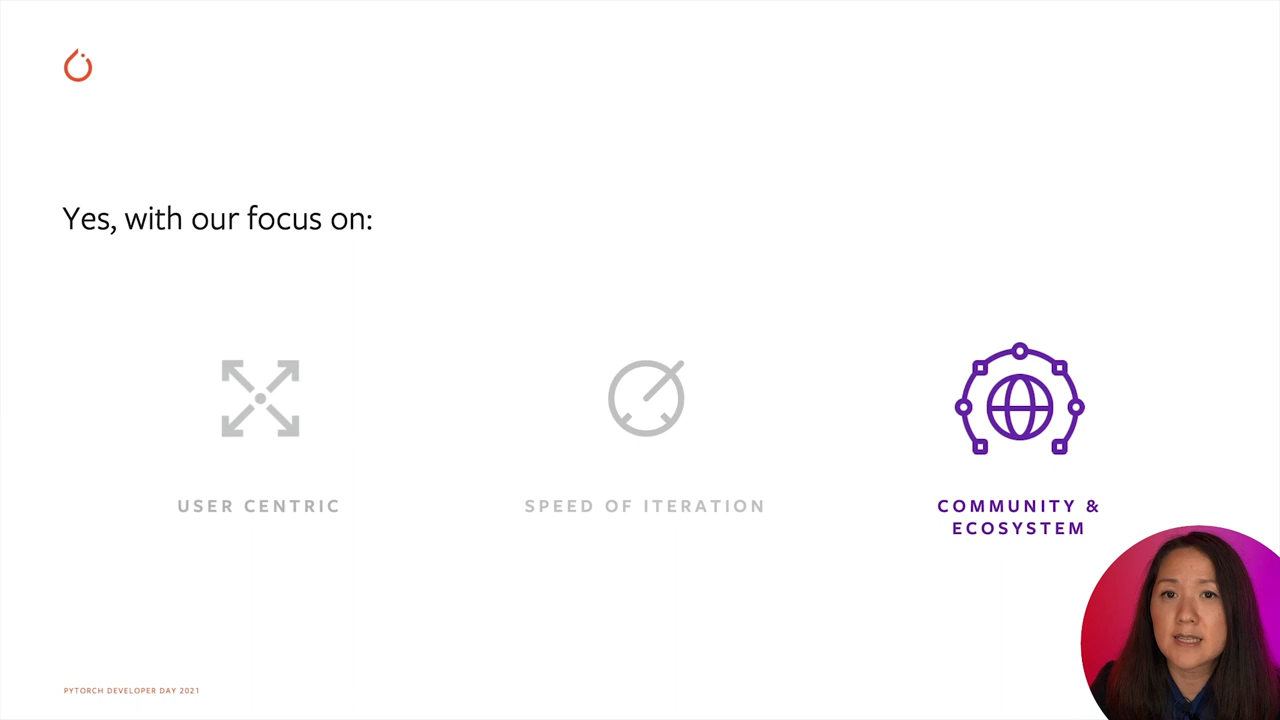 Yes, with our focus on:
USER CENTRIC
SPEED OF ITERATION
COMMUNITY &
ECOSYSTEM
PYTORCH DEVELOPER DAY 2021